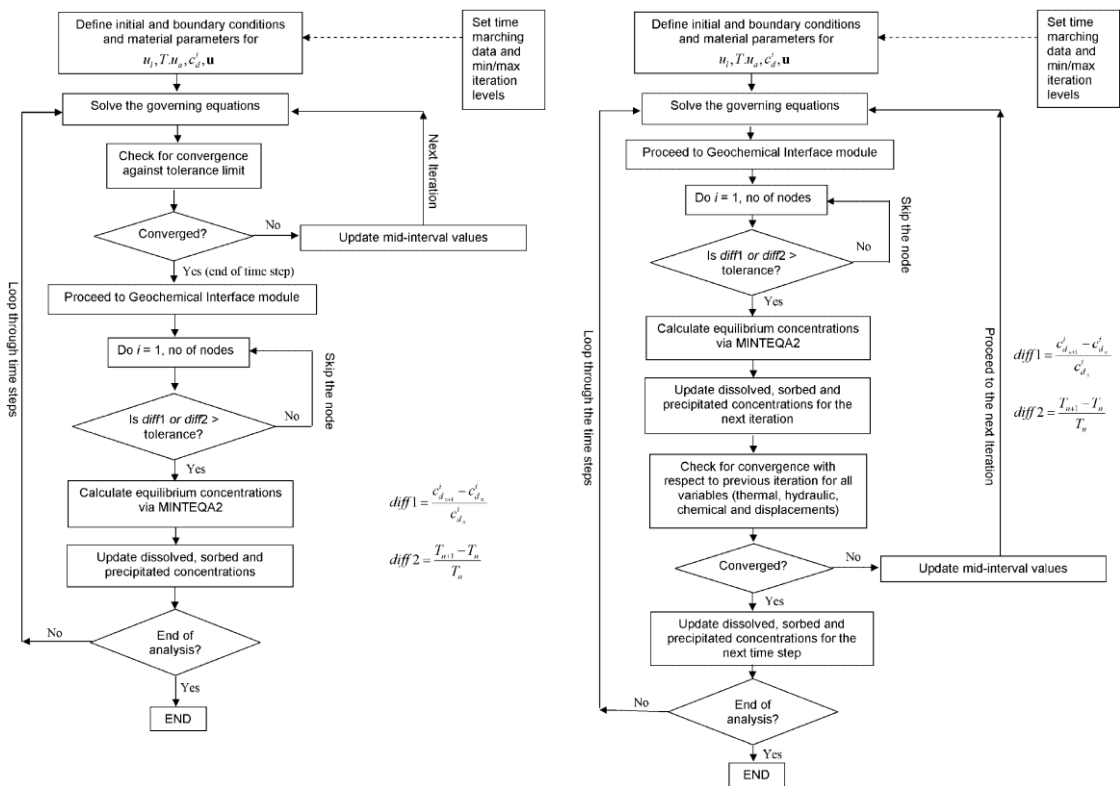 Define initial and boundary conditions
and material parameters for
u_l, T. u_a, c_d^i, u
Set time
marching
data and
min/max
iteration
levels
Solve the governing equations
Check for convergence
against tolerance limit
Next Iteration
Converged?
No
Update mid-interval values
Yes (end of time step)
Proceed to Geochemical Interface module
Do i = 1, no of nodes
Skip the node
Is diff1 or diff2 >
tolerance?
No
Yes
Calculate equilibrium concentrations
via MINTEQA2
Update dissolved, sorbed and
precipitated concentrations
End of
analysis?
No
Yes
END
Loop through time steps
diff1 = (c_{d_{n+1}}^i − c_{d_n}^i) / c_{d_n}^i
diff2 = (T_{n+1} − T_n) / T_n
Define initial and boundary conditions
and material parameters for
u_l, T. u_a, c_d^i, u
Set time
marching
data and
min/max
iteration
levels
Solve the governing equations
Proceed to Geochemical Interface module
Do i = 1, no of nodes
Skip the node
Is diff1 or diff2 >
tolerance?
No
Yes
Calculate equilibrium concentrations
via MINTEQA2
Update dissolved, sorbed and
precipitated concentrations for the
next iteration
Check for convergence with
respect to previous iteration for all
variables (thermal, hydraulic,
chemical and displacements)
Converged?
No
Update mid-interval values
Yes
Update dissolved, sorbed and
precipitated concentrations for the
next time step
End of
analysis?
No
Yes
END
Loop through the time steps
Proceed to the next Iteration
diff1 = (c_{d_{n+1}}^i − c_{d_n}^i) / c_{d_n}^i
diff2 = (T_{n+1} − T_n) / T_n